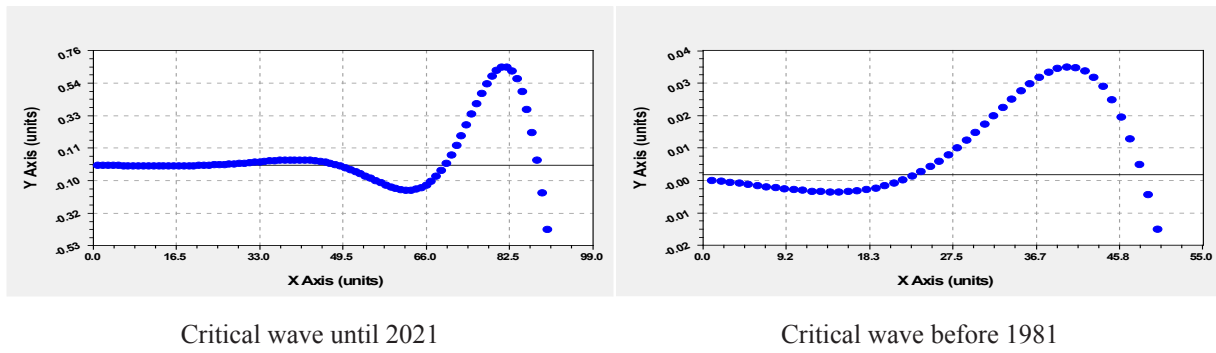 0.76
0.54
0.33
0.11
-0.10
-0.32
-0.53
Y Axis (units)
0.0 16.5 33.0 49.5 66.0 82.5 99.0
X Axis (units)
Critical wave until 2021
0.04
0.03
0.02
0.01
-0.00
-0.01
-0.02
Y Axis (units)
0.0 9.2 18.3 27.5 36.7 45.8 55.0
X Axis (units)
Critical wave before 1981